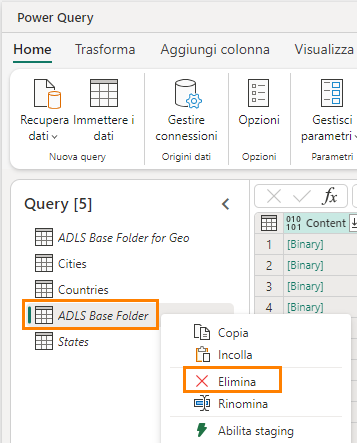 Power Query
Home Trasforma Aggiungi colonna Visualizza
Recupera dati Immettere i dati Gestire connessioni Opzioni Gestisci parametri
Nuova query Origini dati Opzioni Parametri
Query [5]
ADLS Base Folder for Geo
Cities
Countries
ADLS Base Folder
States
fx
010 101 Content
1 [Binary]
2 [Binary]
3 [Binary]
4 [Binary]
Copia
Incolla
Elimina
Rinomina
Abilita staging